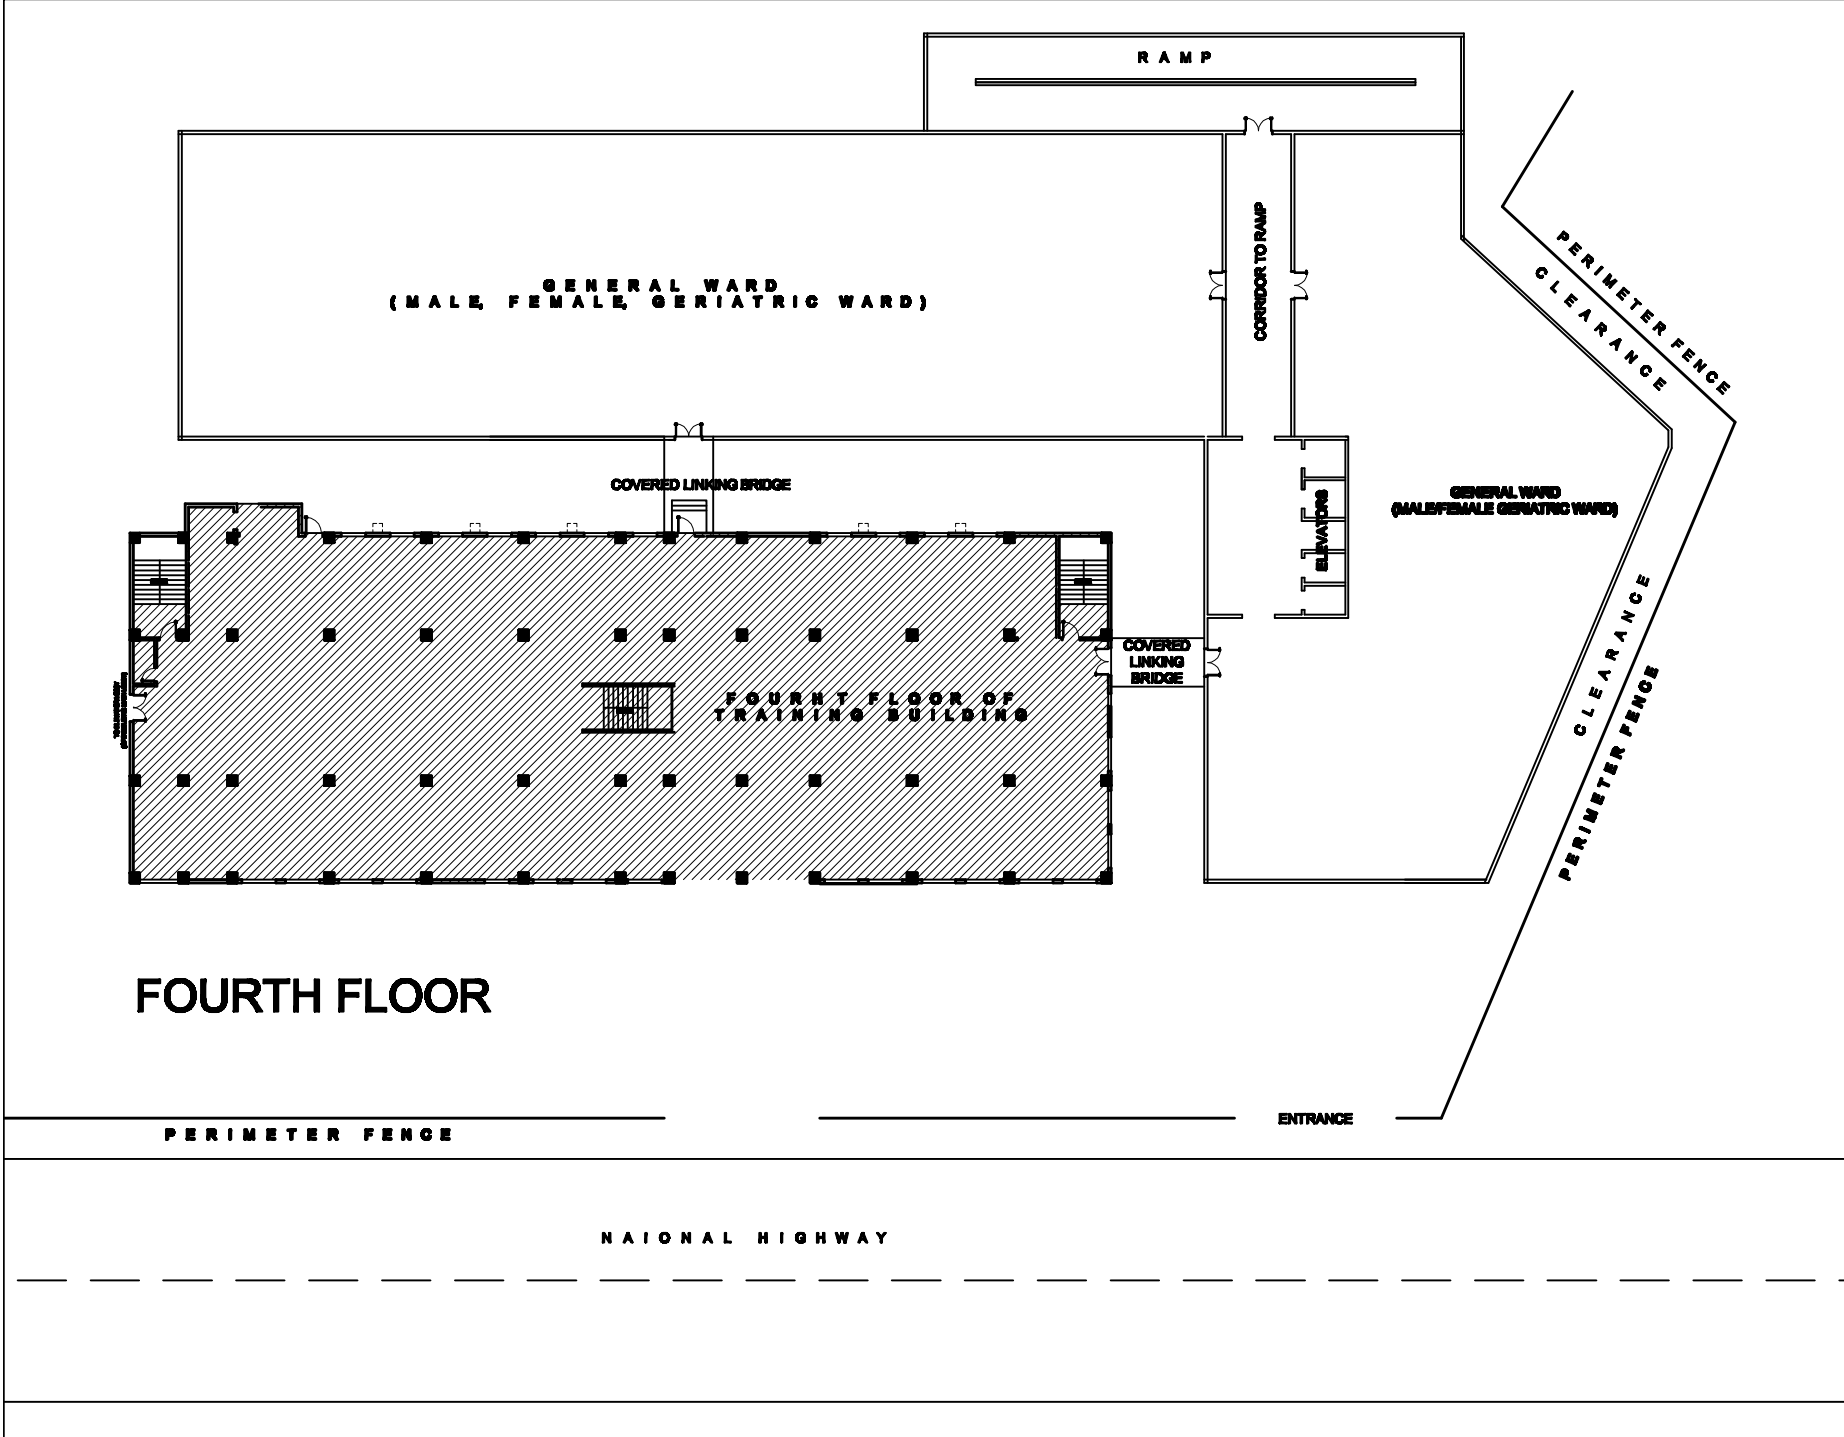 RAMP
PERIMETER FENCE
CLEARANCE
CORRIDOR TO RAMP
GENERAL WARD
(MALE, FEMALE, GERIATRIC WARD)
COVERED LINKING BRIDGE
ELEVATORS
GENERAL WARD
(MALE/FEMALE GERIATRIC WARD)
CLEARANCE
PERIMETER FENCE
COVERED
LINKING
BRIDGE
FOURHT FLOOR OF
TRAINING BUILDING
FOURTH FLOOR
ENTRANCE
PERIMETER FENCE
NAIONAL HIGHWAY